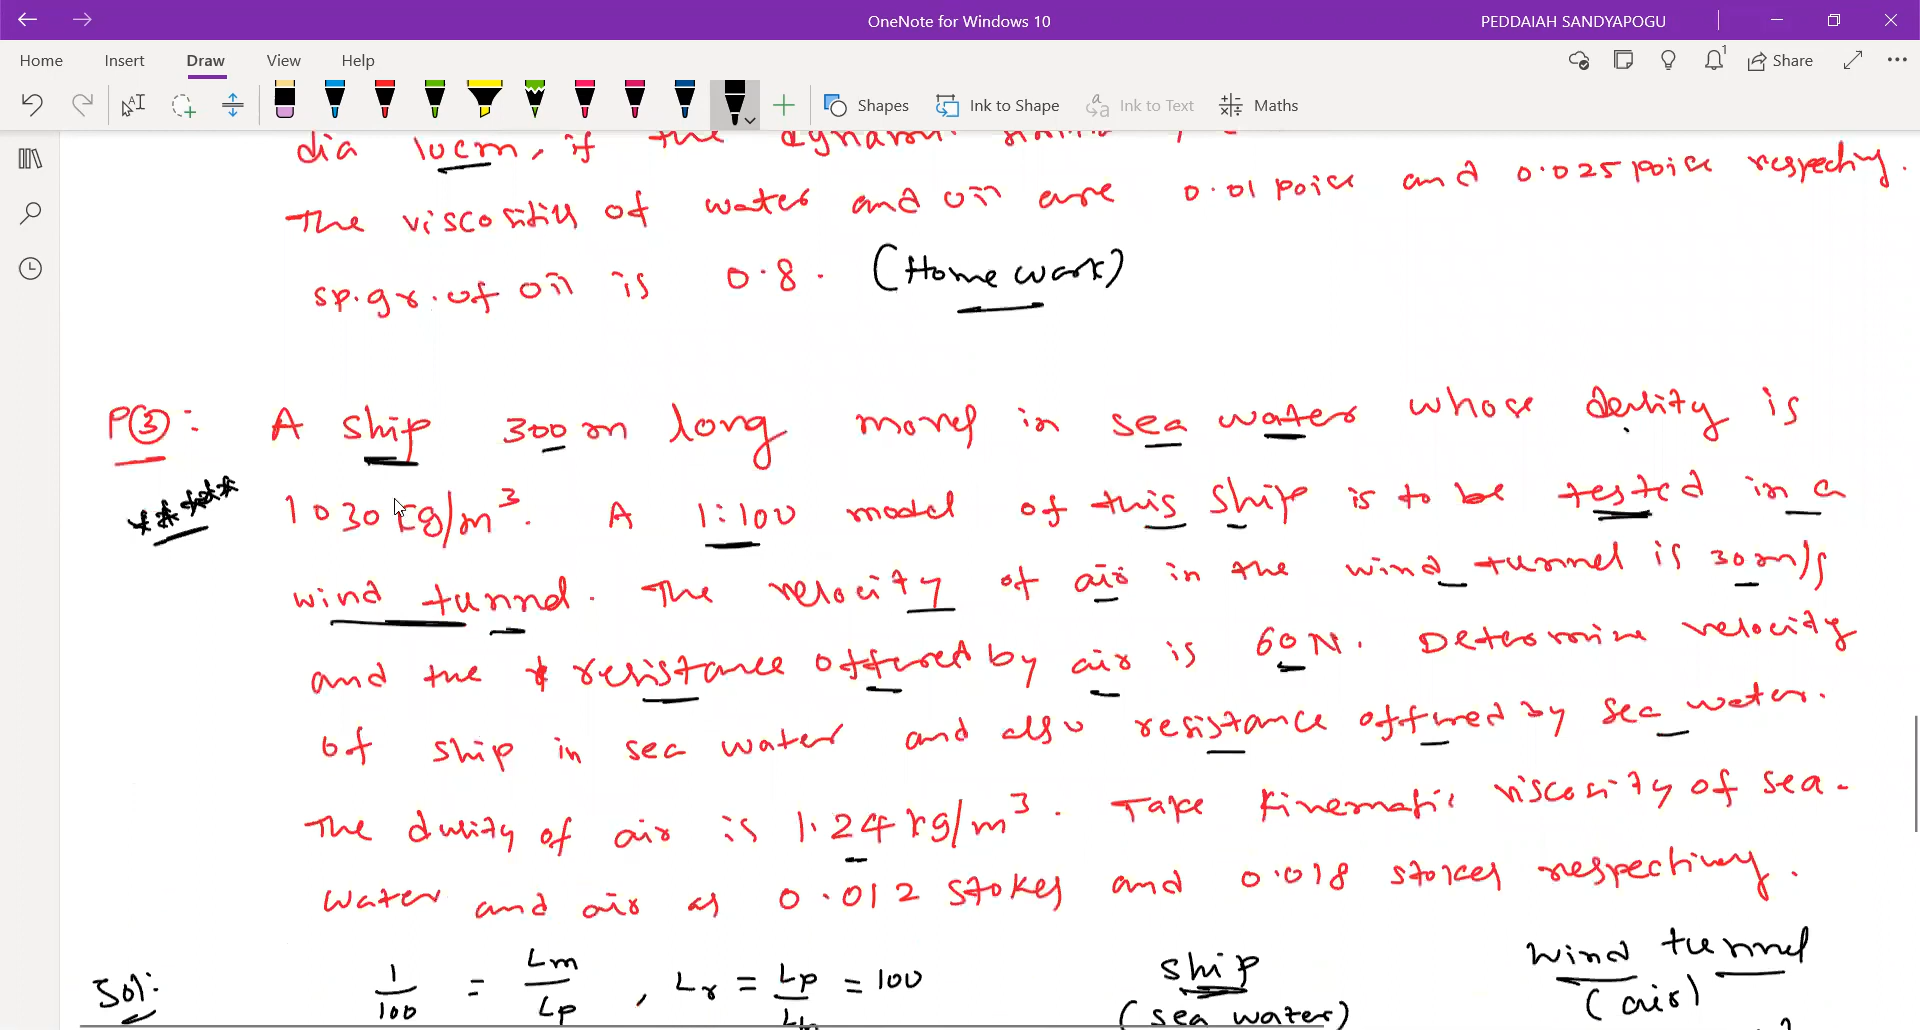 OneNote for Windows 10
PEDDAIAH SANDYAPOGU
Home Insert Draw View Help
Share
Shapes Ink to Shape Ink to Text Maths
dia 10cm, if the
The viscosities of water and oil are 0.01 poise and 0.025 poise respectively.
sp.gr. of oil is 0.8. (Home work)
P(3): A ship 300m long moves in sea water whose density is
1030 kg/m³. A 1:100 model of this ship is to be tested in a
wind tunnel. The velocity of air in the wind tunnel is 30m/s
and the resistance offered by air is 60N. Determine velocity
of ship in sea water and also resistance offered by sea water.
The density of air is 1.24 kg/m³. Take kinematic viscosity of sea-
water and air as 0.012 stokes and 0.018 stokes respectively.
Sol: 1/100 = Lm/Lp, Lr = Lp/Lm = 100
ship
(sea water)
wind tunnel
(air)